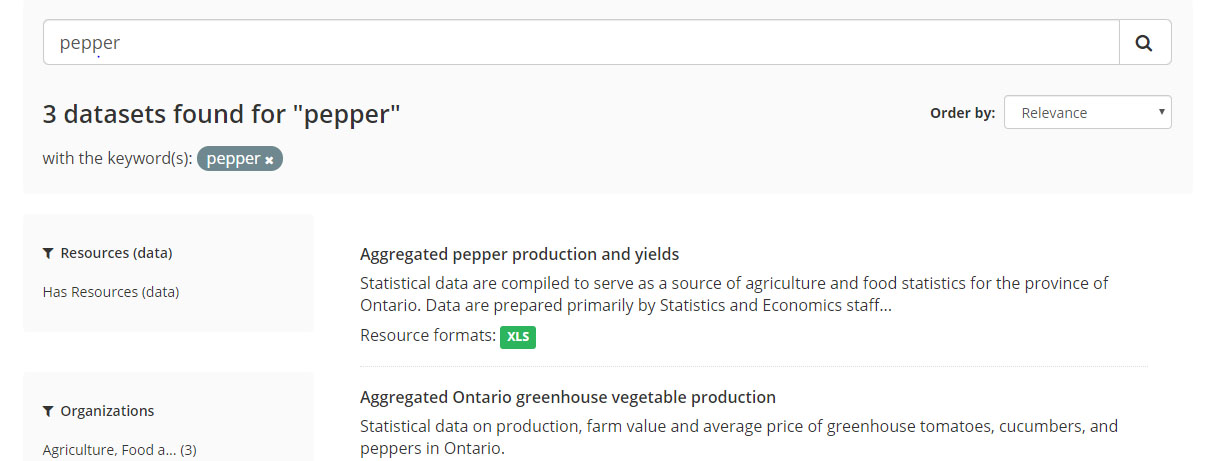 pepper
3 datasets found for "pepper"
Order by: Relevance
with the keyword(s): pepper ×
Resources (data)
Has Resources (data)
Organizations
Agriculture, Food a... (3)
Aggregated pepper production and yields
Statistical data are compiled to serve as a source of agriculture and food statistics for the province of
Ontario. Data are prepared primarily by Statistics and Economics staff...
Resource formats: XLS
Aggregated Ontario greenhouse vegetable production
Statistical data on production, farm value and average price of greenhouse tomatoes, cucumbers, and
peppers in Ontario.